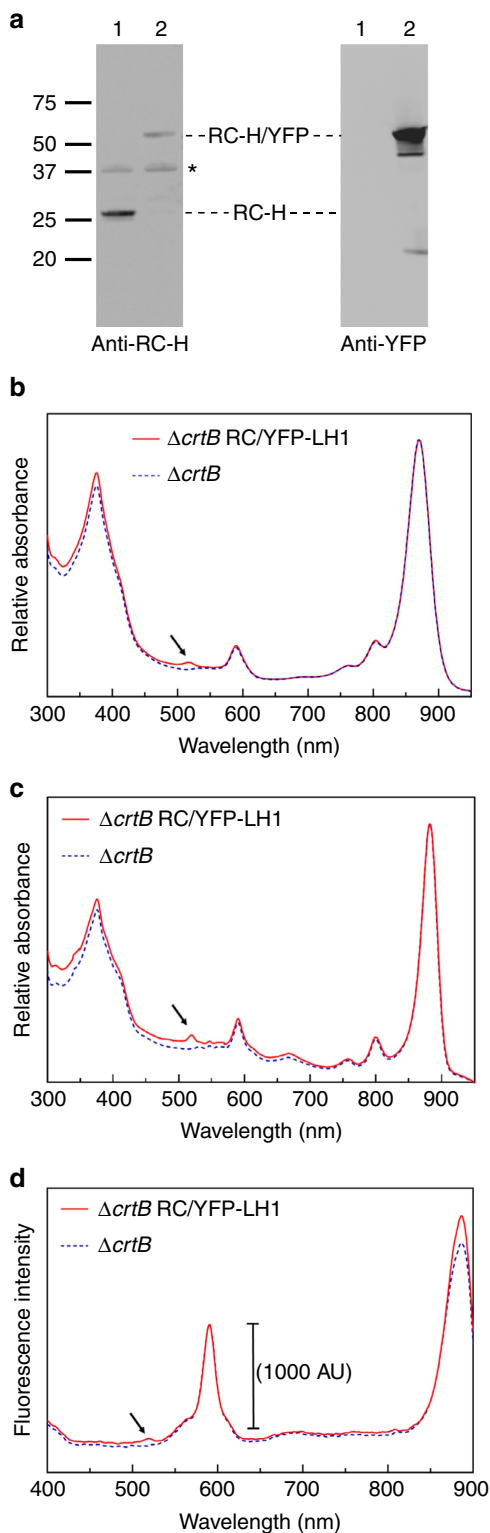 a
1 2
2
1
75
50
37
25
20
RC-H/YFP
*
RC-H
Anti-RC-H
Anti-YFP
b
Relative absorbance
ΔcrtB RC/YFP-LH1
ΔcrtB
300 400 500 600 700 800 900
Wavelength (nm)
c
Relative absorbance
ΔcrtB RC/YFP-LH1
ΔcrtB
300 400 500 600 700 800 900
Wavelength (nm)
d
Fluorescence intensity
ΔcrtB RC/YFP-LH1
ΔcrtB
(1000 AU)
400 500 600 700 800 900
Wavelength (nm)